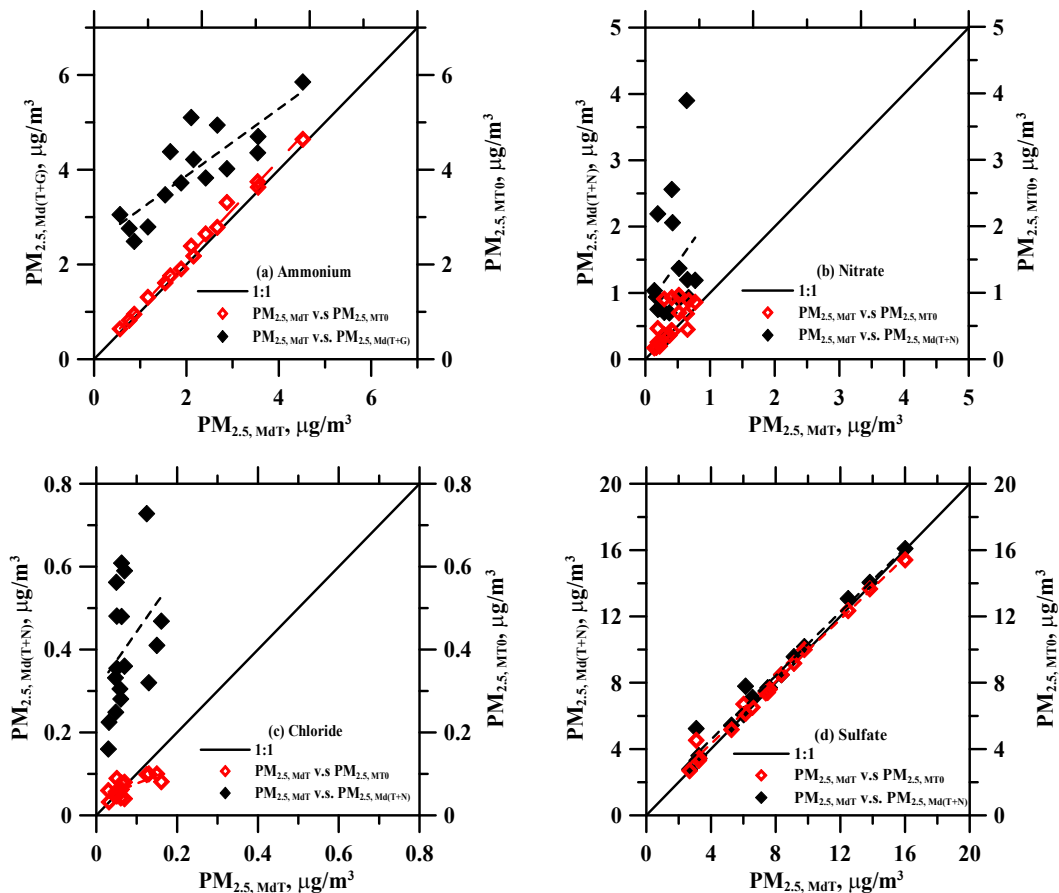 PM2.5, Md(T+G), μg/m3
6
4
2
0
0 2 4 6
6
4
2
0
PM2.5, MT0, μg/m3
(a) Ammonium
1:1
PM2.5, MdT v.s PM2.5, MT0
PM2.5, MdT v.s. PM2.5, Md(T+G)
PM2.5, MdT, μg/m3
PM2.5, Md(T+N), μg/m3
5
4
3
2
1
0
0 1 2 3 4 5
5
4
3
2
1
0
PM2.5, MT0, μg/m3
(b) Nitrate
1:1
PM2.5, MdT v.s PM2.5, MT0
PM2.5, MdT v.s. PM2.5, Md(T+N)
PM2.5, MdT, μg/m3
PM2.5, Md(T+N), μg/m3
0.8
0.6
0.4
0.2
0
0 0.2 0.4 0.6 0.8
0.8
0.6
0.4
0.2
0
PM2.5, MT0, μg/m3
(c) Chloride
1:1
PM2.5, MdT v.s PM2.5, MT0
PM2.5, MdT v.s. PM2.5, Md(T+N)
PM2.5, MdT, μg/m3
PM2.5, Md(T+N), μg/m3
20
16
12
8
4
0
0 4 8 12 16 20
20
16
12
8
4
0
PM2.5, MT0, μg/m3
(d) Sulfate
1:1
PM2.5, MdT v.s PM2.5, MT0
PM2.5, MdT v.s. PM2.5, Md(T+N)
PM2.5, MdT, μg/m3